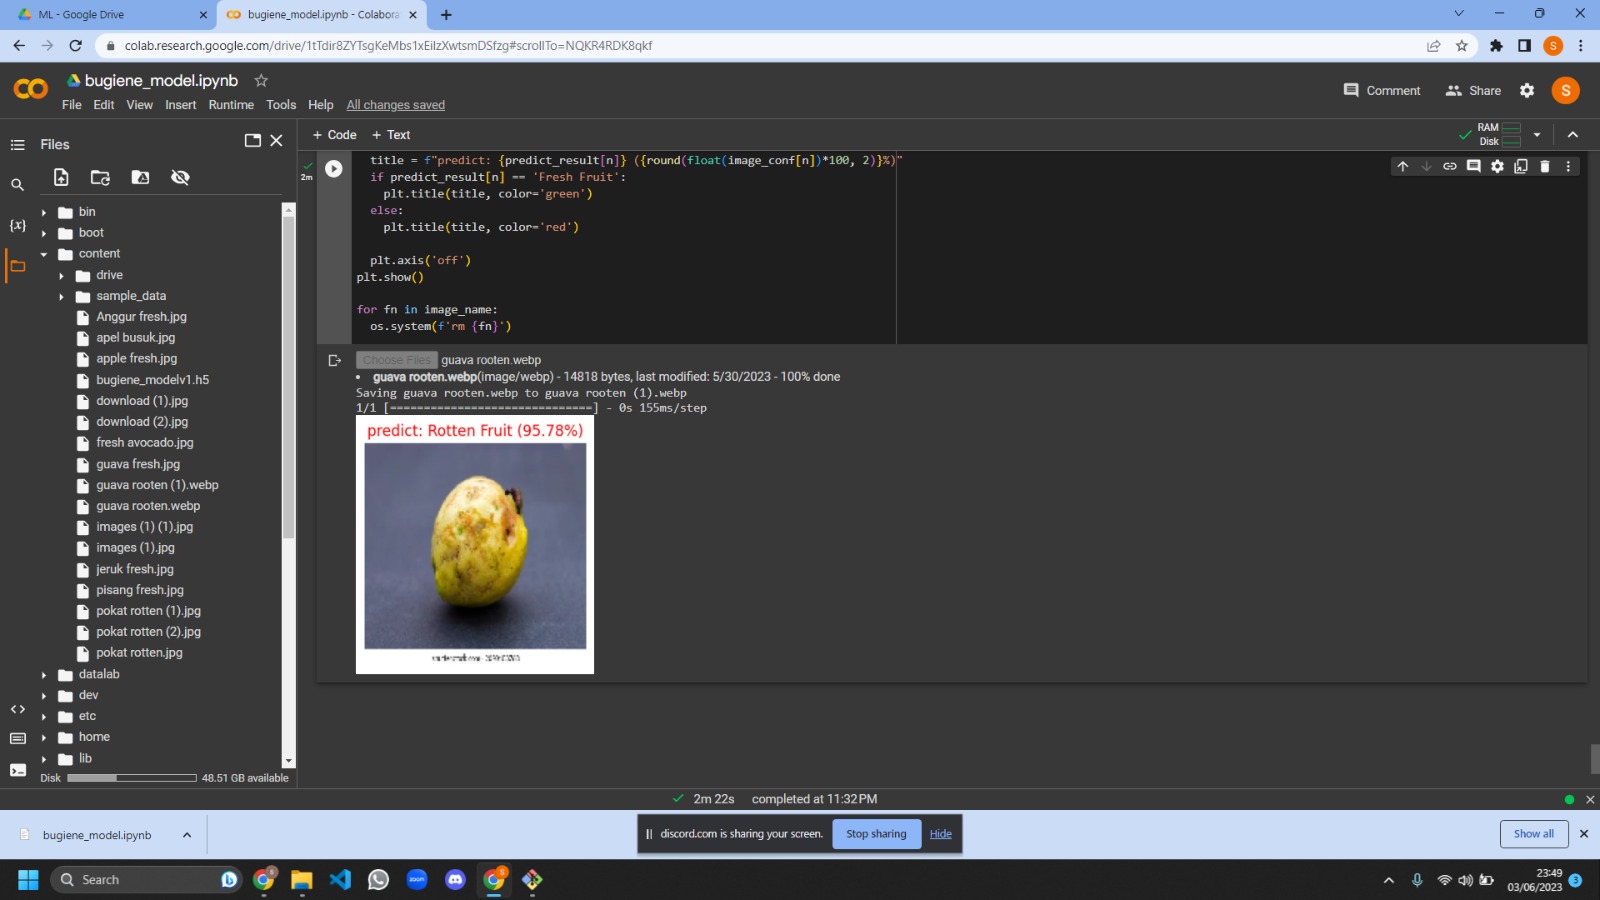 ML - Google Drive
bugiene_model.ipynb - Colabora
colab.research.google.com/drive/1tTdir8ZYTsgKeMbs1xEiIzXwtsmDSfzg#scrollTo=NQKR4RDK8qkf
S
bugiene_model.ipynb
File Edit View Insert Runtime Tools Help All changes saved
Comment Share S
Files
+ Code + Text
RAM
Disk
{x}
bin
boot
content
drive
sample_data
Anggur fresh.jpg
apel busuk.jpg
apple fresh.jpg
bugiene_modelv1.h5
download (1).jpg
download (2).jpg
fresh avocado.jpg
guava fresh.jpg
guava rooten (1).webp
guava rooten.webp
images (1) (1).jpg
images (1).jpg
jeruk fresh.jpg
pisang fresh.jpg
pokat rotten (1).jpg
pokat rotten (2).jpg
pokat rotten.jpg
datalab
dev
etc
home
lib
Disk 48.51 GB available
2m
title = f"predict: {predict_result[n]} ({round(float(image_conf[n])*100, 2)}%)"
if predict_result[n] == 'Fresh Fruit':
plt.title(title, color='green')
else:
plt.title(title, color='red')
plt.axis('off')
plt.show()
for fn in image_name:
os.system(f'rm {fn}')
Choose Files guava rooten.webp
• guava rooten.webp(image/webp) - 14818 bytes, last modified: 5/30/2023 - 100% done
Saving guava rooten.webp to guava rooten (1).webp
1/1 [==============================] - 0s 155ms/step
predict: Rotten Fruit (95.78%)
2m 22s completed at 11:32 PM
bugiene_model.ipynb
discord.com is sharing your screen. Stop sharing Hide
Show all
Search
zoom
23:49
03/06/2023
3